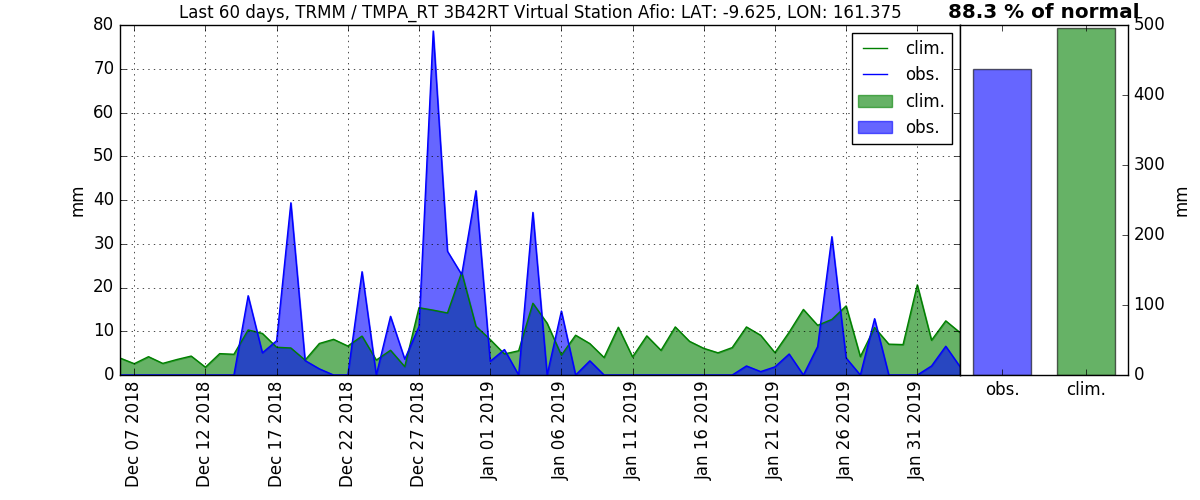 Last 60 days, TRMM / TMPA_RT 3B42RT Virtual Station Afio: LAT: -9.625, LON: 161.375
88.3 % of normal
80
70
60
50
40
30
20
10
0
mm
clim.
obs.
clim.
obs.
Dec 07 2018
Dec 12 2018
Dec 17 2018
Dec 22 2018
Dec 27 2018
Jan 01 2019
Jan 06 2019
Jan 11 2019
Jan 16 2019
Jan 21 2019
Jan 26 2019
Jan 31 2019
500
400
300
200
100
0
mm
obs.
clim.